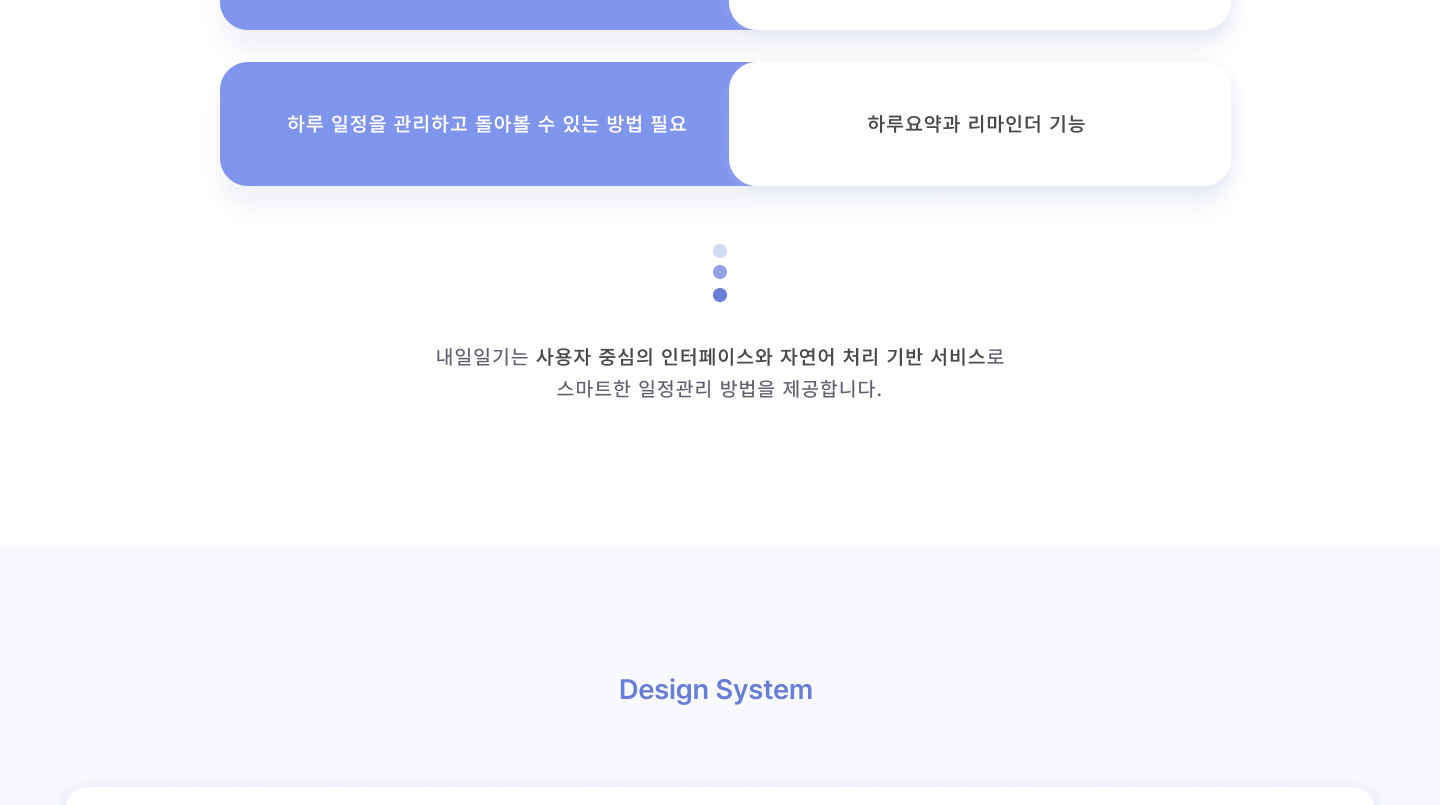 하루 일정을 관리하고 돌아볼 수 있는 방법 필요
하루요약과 리마인더 기능
내일일기는 사용자 중심의 인터페이스와 자연어 처리 기반 서비스로
스마트한 일정관리 방법을 제공합니다.
Design System